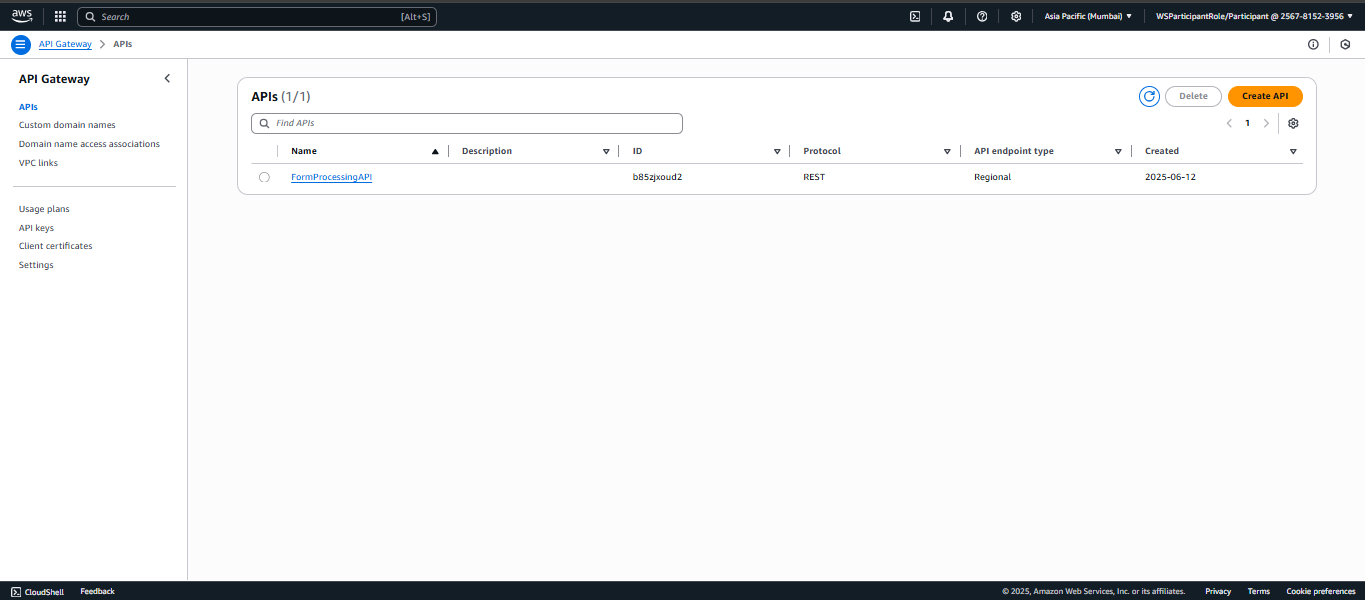 aws Search [Alt+S] Asia Pacific (Mumbai) WSParticipantRole/Participant @ 2567-8152-3956
API Gateway APIs
API Gateway
APIs
Custom domain names
Domain name access associations
VPC links
Usage plans
API keys
Client certificates
Settings
APIs (1/1) Delete Create API
Find APIs 1
Name Description ID Protocol API endpoint type Created
FormProcessingAPI b85zjxoud2 REST Regional 2025-06-12
CloudShell Feedback © 2025, Amazon Web Services, Inc. or its affiliates. Privacy Terms Cookie preferences